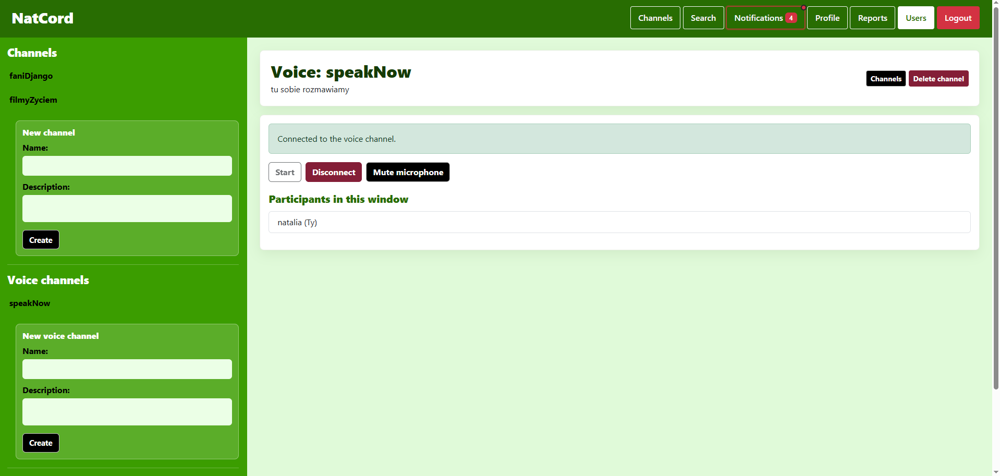 NatCord
Channels
Search
Notifications 4
Profile
Reports
Users
Logout
Channels
faniDjango
filmyZyciem
New channel
Name:
Description:
Create
Voice channels
speakNow
New voice channel
Name:
Description:
Create
Voice: speakNow
tu sobie rozmawiamy
Channels
Delete channel
Connected to the voice channel.
Start
Disconnect
Mute microphone
Participants in this window
natalia (Ty)